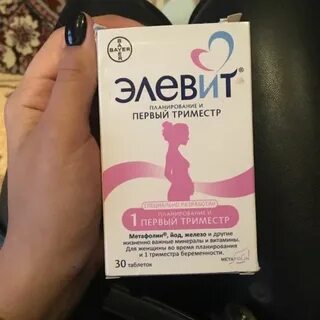 BAYER
ЭЛЕВИТ®
ПЛАНИРОВАНИЕ И
ПЕРВЫЙ ТРИМЕСТР
СПЕЦИАЛЬНО РАЗРАБОТАН
1 ПЛАНИРОВАНИЕ И
ПЕРВЫЙ ТРИМЕСТР
Метафолин®, йод, железо и другие
жизненно важные минералы и витамины.
Для женщины во время планирования
и 1 триместра беременности.
30 таблеток